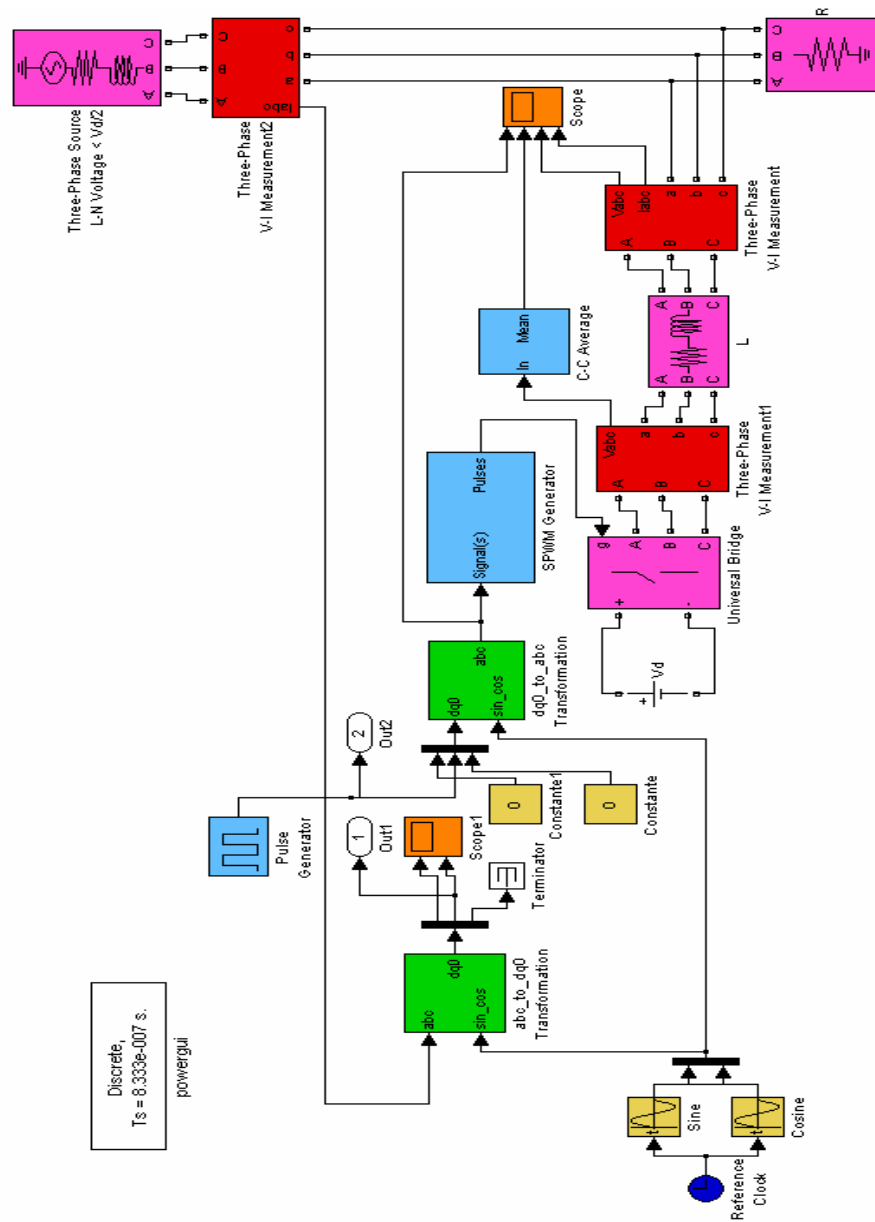 Discrete,
Ts = 8.333e-007 s.
powergui
Three-Phase Source
L-N Voltage < Vd/2
A
B
C
Three-Phase
V-I Measurement2
A
B
C
Iabc
a
b
c
Pulse
Generator
2
Out2
1
Out1
Scope1
Terminator
abc
sin_cos
dq0
abc_to_dq0
Transformation
dq0
sin_cos
abc
dq0_to_abc
Transformation
0
Constante1
0
Constante
Signal(s)
Pulses
SPWM Generator
In
Mean
C-C Average
Scope
t
Sine
t
Cosine
Reference
Clock
+
Vd
+
-
g
A
B
C
Universal Bridge
A
B
C
Vabc
a
b
c
Three-Phase
V-I Measurement1
A
B
C
A
B
C
L
A
B
C
Vabc
Iabc
a
b
c
Three-Phase
V-I Measurement
A
B
C
R